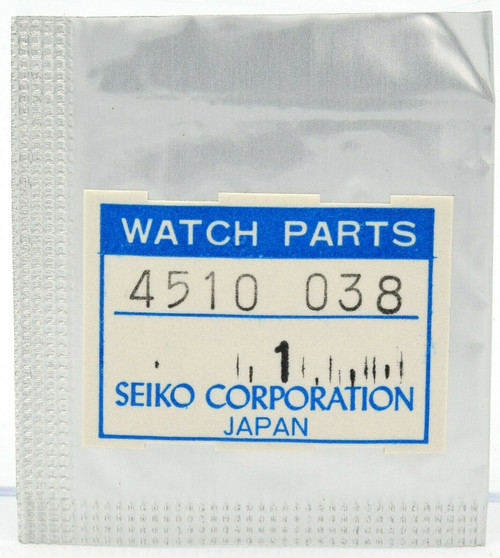 WATCH PARTS
4510 038
1
SEIKO CORPORATION
JAPAN